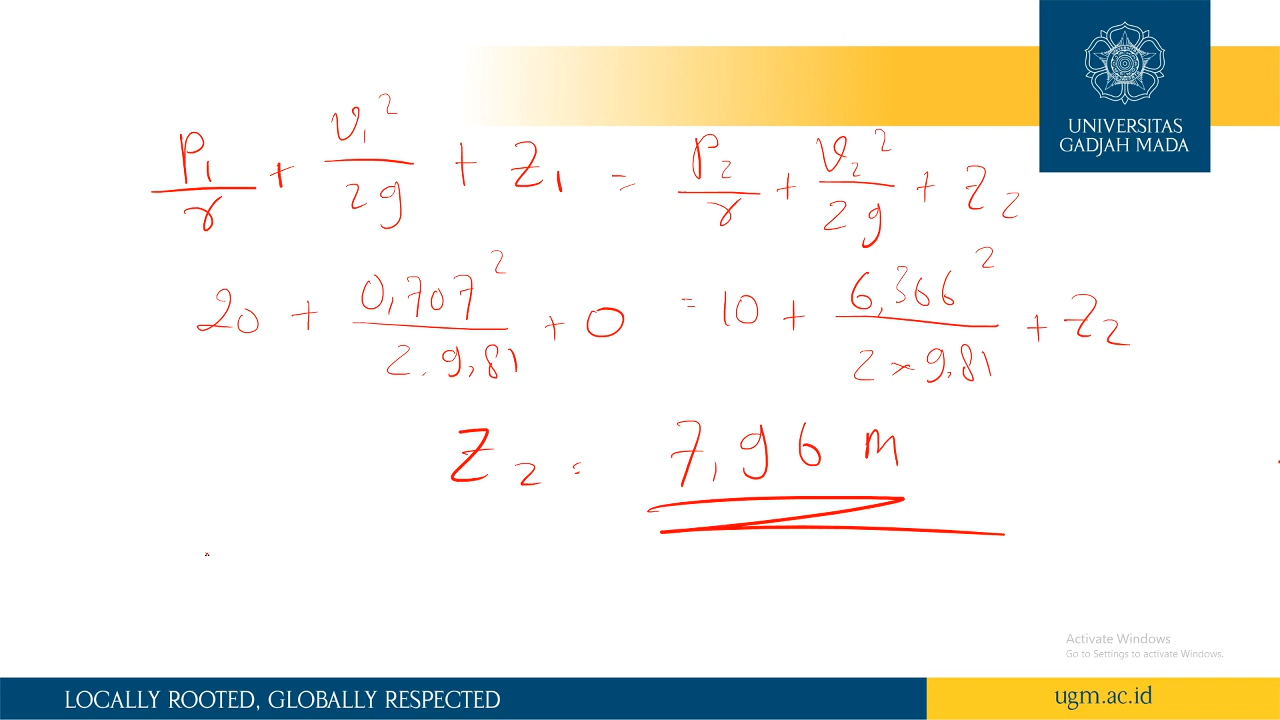 UNIVERSITAS
GADJAH MADA
P₁/γ + v₁²/2g + Z₁ = P₂/γ + v₂²/2g + Z₂
20 + 0,707²/2.9,81 + 0 = 10 + 6,366²/2×9,81 + Z₂
Z₂ = 7,96 m
Activate Windows
Go to Settings to activate Windows.
LOCALLY ROOTED, GLOBALLY RESPECTED
ugm.ac.id